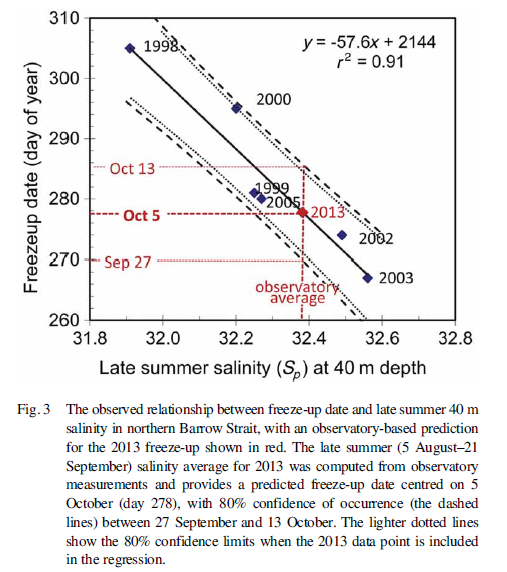 310
300
290
280
270
260
Freezeup date (day of year)
y = -57.6x + 2144
r² = 0.91
1998
2000
Oct 13
1999
2005
Oct 5
2013
2002
Sep 27
observatory
average
2003
31.8 32.0 32.2 32.4 32.6 32.8
Late summer salinity (Sp) at 40 m depth
Fig. 3 The observed relationship between freeze-up date and late summer 40 m
salinity in northern Barrow Strait, with an observatory-based prediction
for the 2013 freeze-up shown in red. The late summer (5 August–21
September) salinity average for 2013 was computed from observatory
measurements and provides a predicted freeze-up date centred on 5
October (day 278), with 80% confidence of occurrence (the dashed
lines) between 27 September and 13 October. The lighter dotted lines
show the 80% confidence limits when the 2013 data point is included
in the regression.